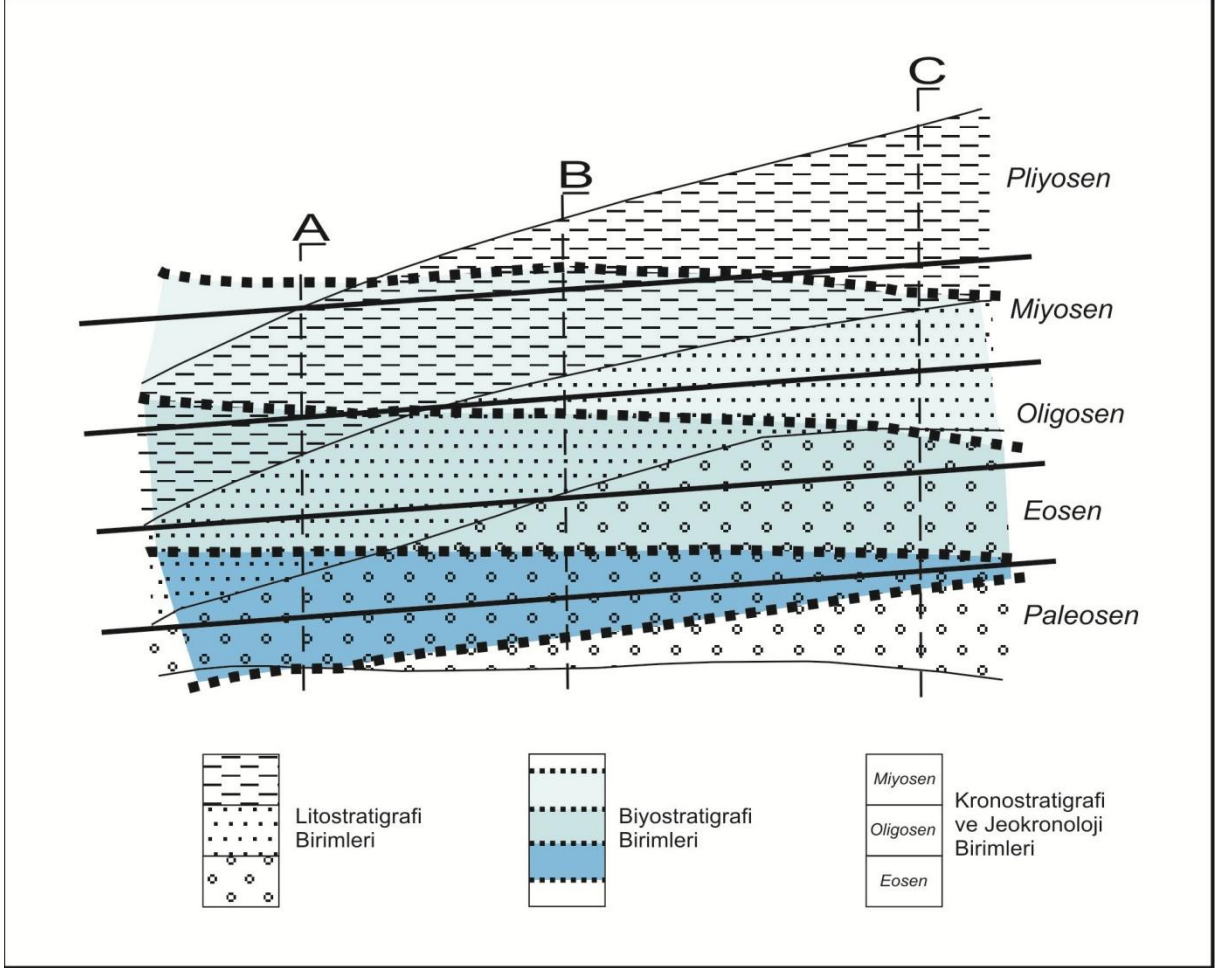 C
B
A
Pliyosen
Miyosen
Oligosen
Eosen
Paleosen
Litostratigrafi
Birimleri
Biyostratigrafi
Birimleri
Miyosen
Oligosen
Eosen
Kronostratigrafi
ve Jeokronoloji
Birimleri